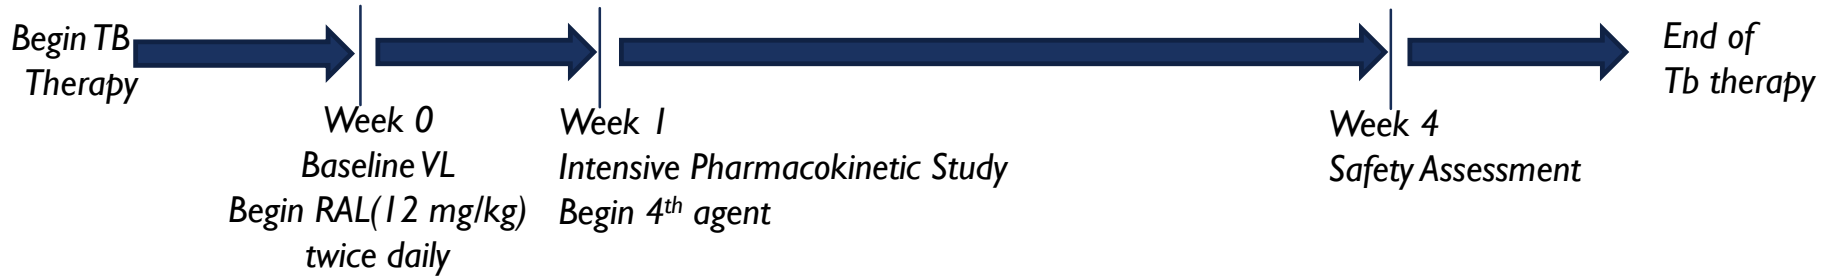 Begin TB
Therapy
Week 0
Baseline VL
Begin RAL(12 mg/kg)
twice daily
Week 1
Intensive Pharmacokinetic Study
Begin 4th agent
Week 4
Safety Assessment
End of
Tb therapy